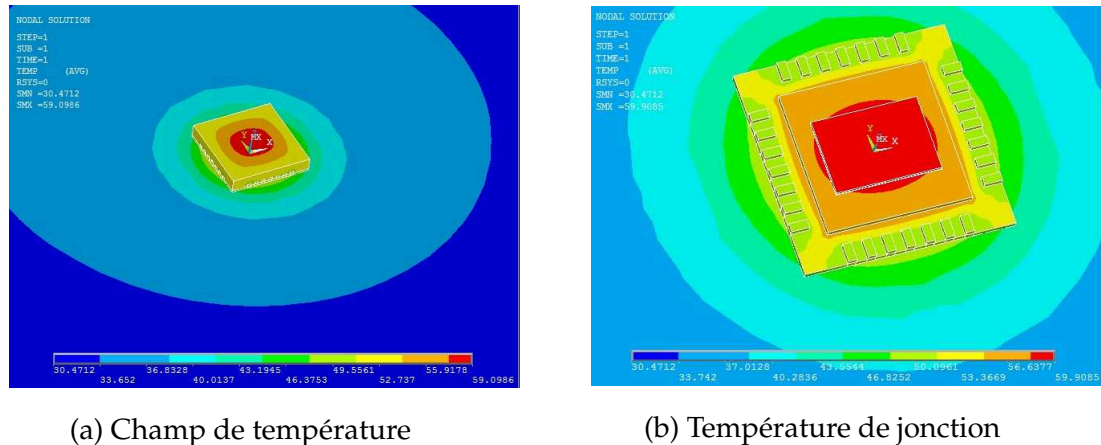 NODAL SOLUTION
STEP=1
SUB =1
TIME=1
TEMP (AVG)
RSYS=0
SMN =30.4712
SMX =59.0986
Y MX
X
30.4712 36.8328 43.1945 49.5561 55.9178
33.652 40.0137 46.3753 52.737 59.0986
(a) Champ de température
NODAL SOLUTION
STEP=1
SUB =1
TIME=1
TEMP (AVG)
RSYS=0
SMN =30.4712
SMX =59.9085
Y MX
X
30.4712 37.0128 43.5544 50.0961 56.6377
33.742 40.2836 46.8252 53.3669 59.9085
(b) Température de jonction